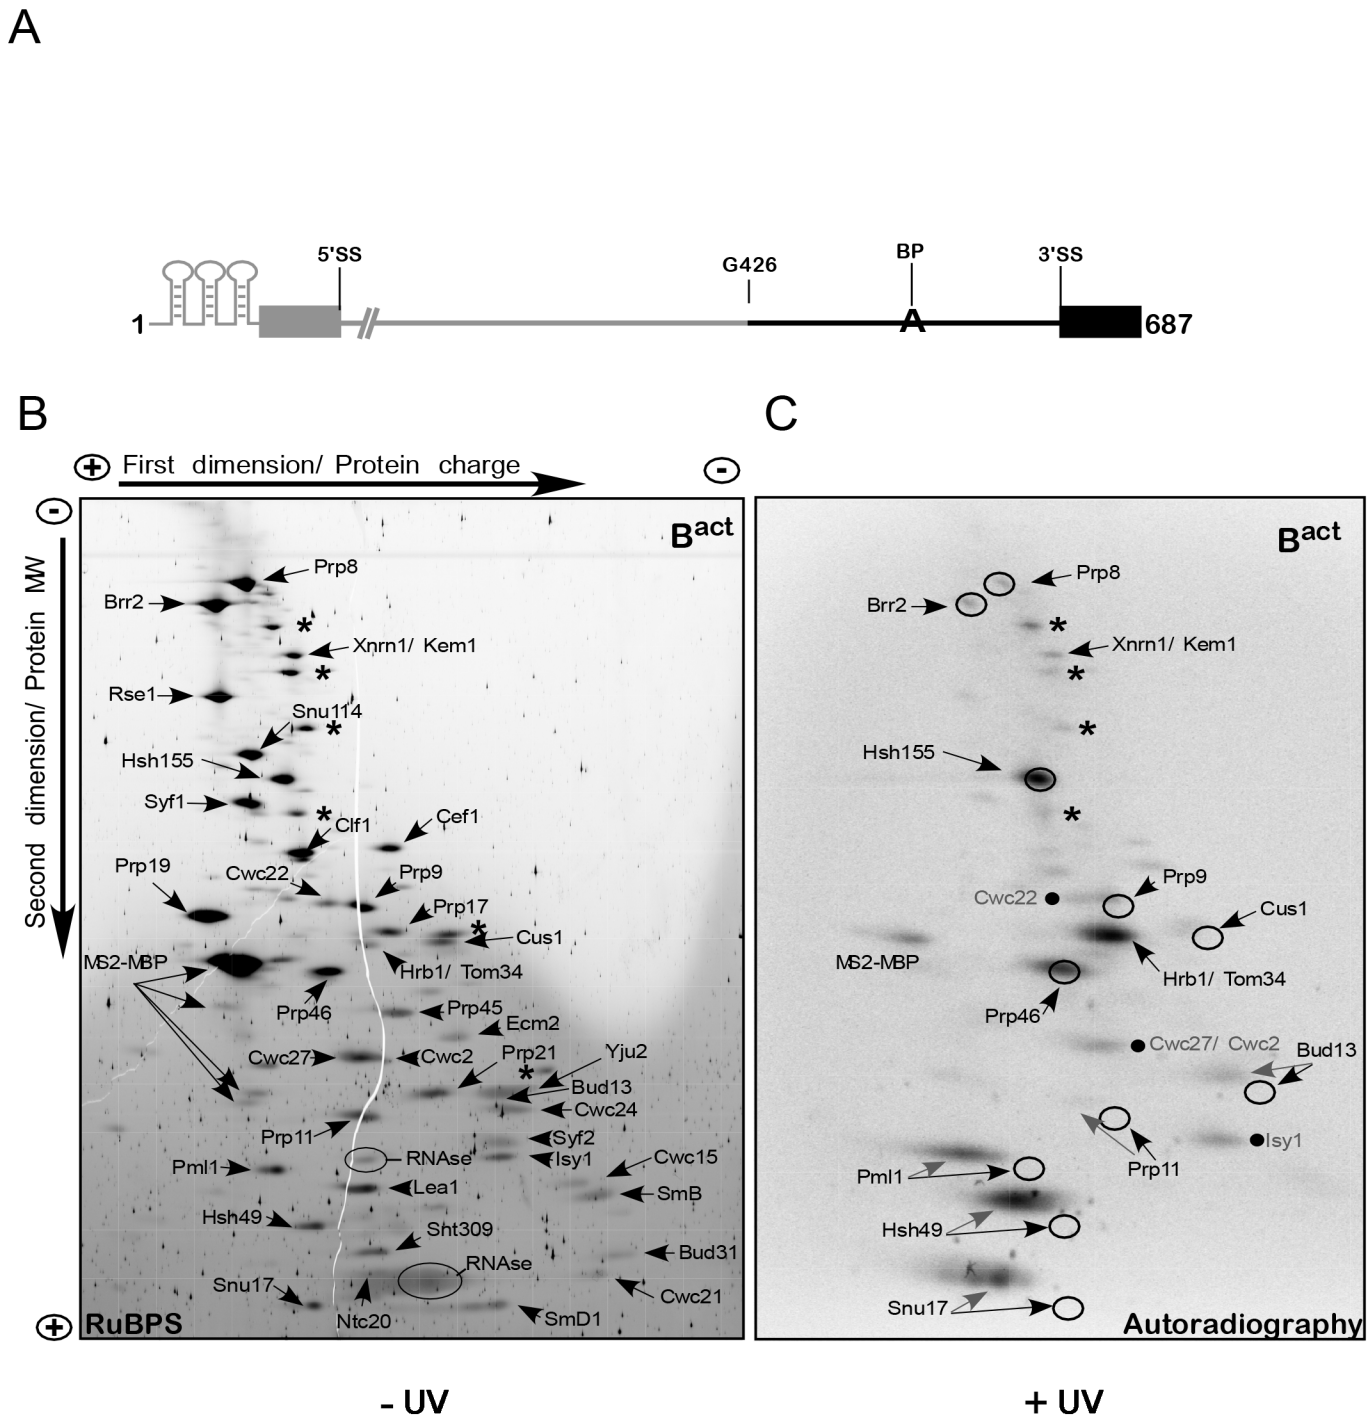 A
5'SS
G426
BP
3'SS
1
A
687
B
C
+ First dimension/ Protein charge -
-
Second dimension/ Protein MW
+
Bact
Prp8
Brr2
*
Xnrn1/ Kem1
*
Rse1
Snu114
*
Hsh155
Syf1
*
Clf1
Cef1
Prp19
Cwc22
Prp9
Prp17
*
Cus1
MS2-MBP
Hrb1/ Tom34
Prp46
Prp45
Ecm2
Cwc27
Cwc2
Prp21
Yju2
*
Bud13
Cwc24
Prp11
Syf2
RNAse
Isy1
Pml1
Cwc15
Lea1
SmB
Hsh49
Sht309
Bud31
RNAse
Snu17
Cwc21
Ntc20
SmD1
RuBPS
- UV
Bact
Prp8
Brr2
*
Xnrn1/ Kem1
*
*
Hsh155
*
Prp9
Cwc22
Cus1
MS2-MBP
Hrb1/ Tom34
Prp46
Cwc27/ Cwc2
Bud13
Isy1
Prp11
Pml1
Hsh49
Snu17
Autoradiography
+ UV